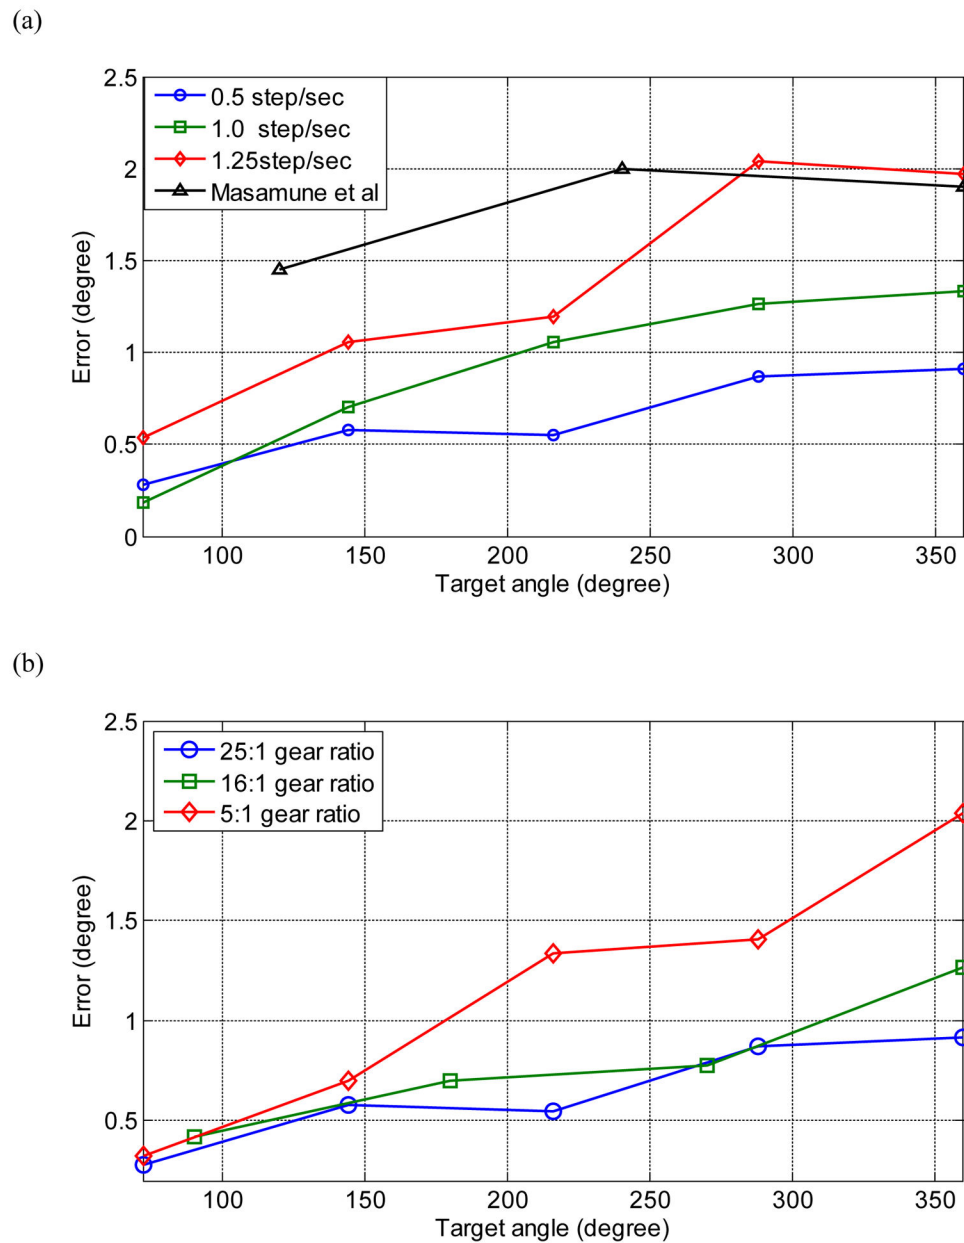 (a)
2.5
2
1.5
1
0.5
0
Error (degree)
0.5 step/sec
1.0 step/sec
1.25step/sec
Masamune et al
100 150 200 250 300 350
Target angle (degree)
(b)
2.5
2
1.5
1
0.5
Error (degree)
25:1 gear ratio
16:1 gear ratio
5:1 gear ratio
100 150 200 250 300 350
Target angle (degree)